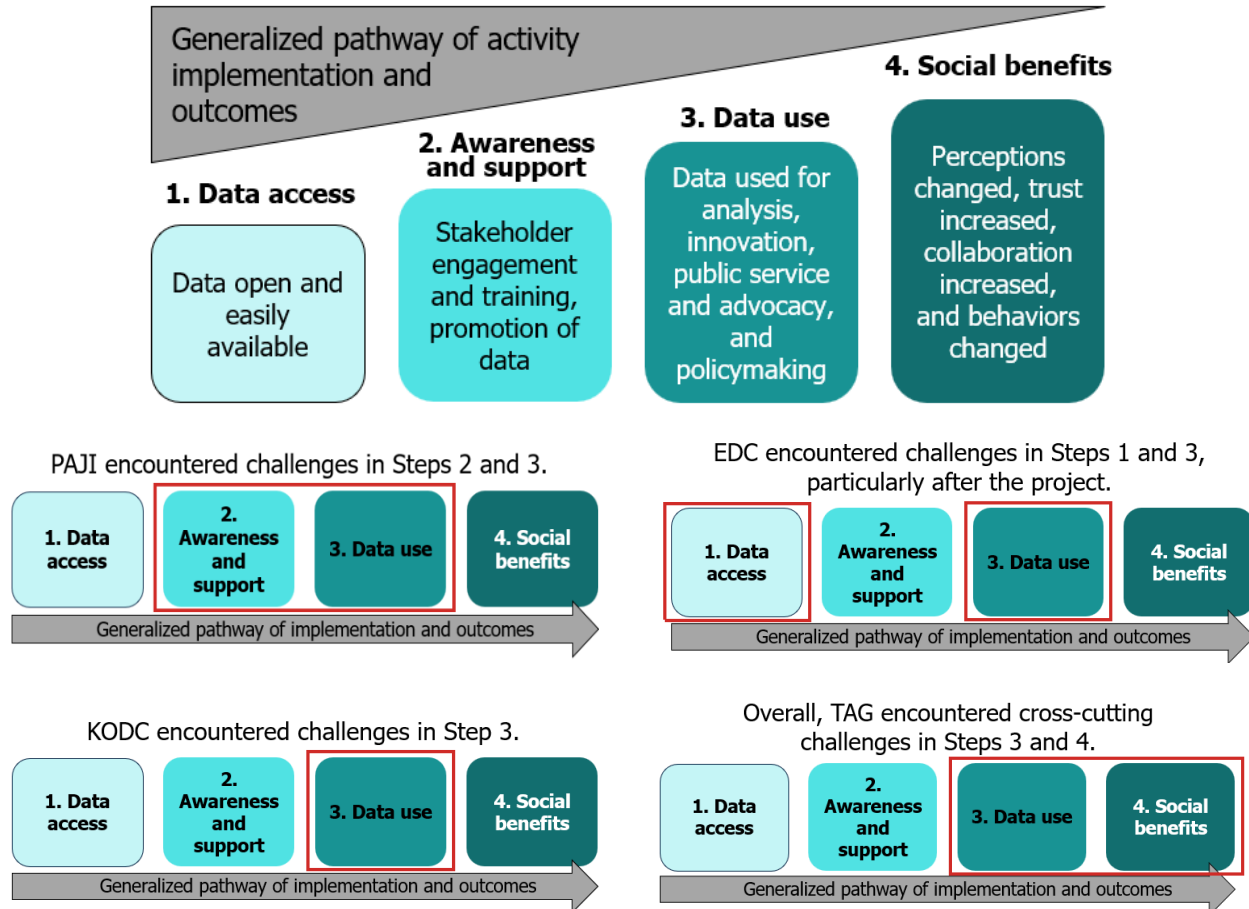 Generalized pathway of activity
implementation and
outcomes
1. Data access
Data open and
easily
available
2. Awareness
and support
Stakeholder
engagement
and training,
promotion of
data
3. Data use
Data used for
analysis,
innovation,
public service
and advocacy,
and
policymaking
4. Social benefits
Perceptions
changed, trust
increased,
collaboration
increased,
and behaviors
changed
PAJI encountered challenges in Steps 2 and 3.
1. Data
access
2.
Awareness
and
support
3. Data use
4. Social
benefits
Generalized pathway of implementation and outcomes
EDC encountered challenges in Steps 1 and 3,
particularly after the project.
1. Data
access
2.
Awareness
and
support
3. Data use
4. Social
benefits
Generalized pathway of implementation and outcomes
KODC encountered challenges in Step 3.
1. Data
access
2.
Awareness
and
support
3. Data use
4. Social
benefits
Generalized pathway of implementation and outcomes
Overall, TAG encountered cross-cutting
challenges in Steps 3 and 4.
1. Data
access
2.
Awareness
and
support
3. Data use
4. Social
benefits
Generalized pathway of implementation and outcomes